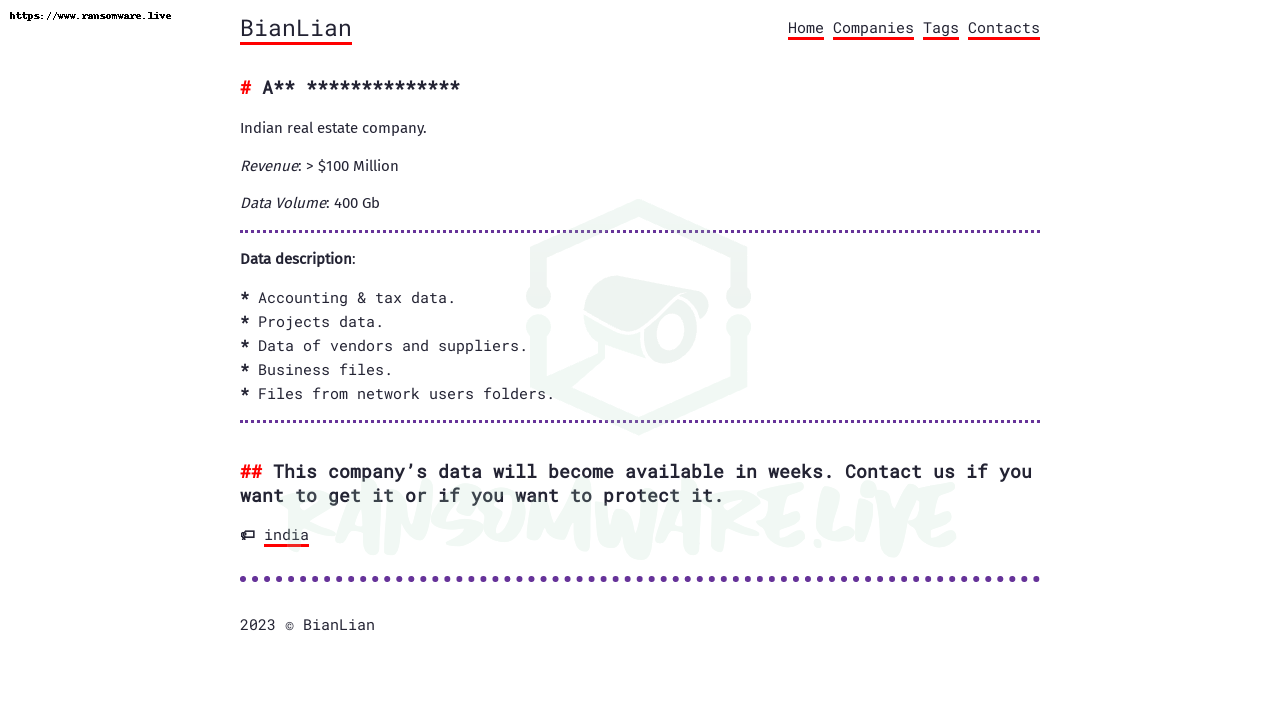 https://www.ransomware.live
BianLian
Home Companies Tags Contacts
# A** **************
Indian real estate company.
Revenue: > $100 Million
Data Volume: 400 Gb
Data description:
* Accounting & tax data.
* Projects data.
* Data of vendors and suppliers.
* Business files.
* Files from network users folders.
## This company’s data will become available in weeks. Contact us if you
want to get it or if you want to protect it.
RANSOMWARE.LIVE
india
2023 © BianLian